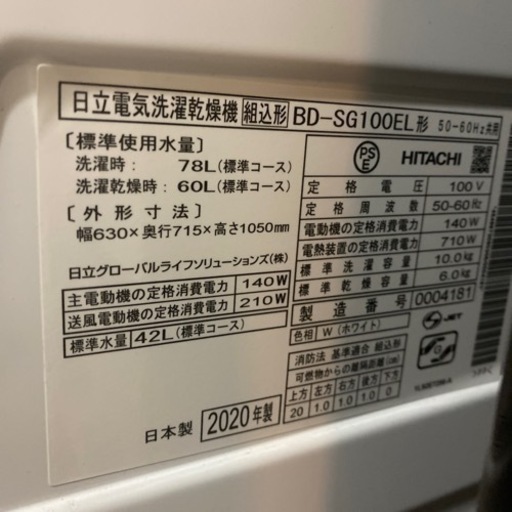 日立電気洗濯乾燥機 組込形 BD-SG100EL形 50-60Hz共用
〔標準使用水量〕
洗濯時： 78L(標準コース)
洗濯乾燥時： 60L(標準コース)
〔外形寸法〕
幅630×奥行715×高さ1050mm
日立グローバルライフソリューションズ(株)
主電動機の定格消費電力 140W
送風電動機の定格消費電力 210W
標準水量 42L(標準コース)
日本製 2020年製
PSE HITACHI
定格電圧 100V
定格周波数 50-60Hz
電動機の定格消費電力 140W
電熱装置の定格消費電力 710W
標準洗濯容量 10.0kg
標準乾燥容量 6.0kg
製造番号 0004181
色相 W(ホワイト)
JET
消防法 基準適合 組込形
可燃物からの離隔距離(cm)
上方 左方 右方 後方 下方
20 1.0 1.0 1.0 0